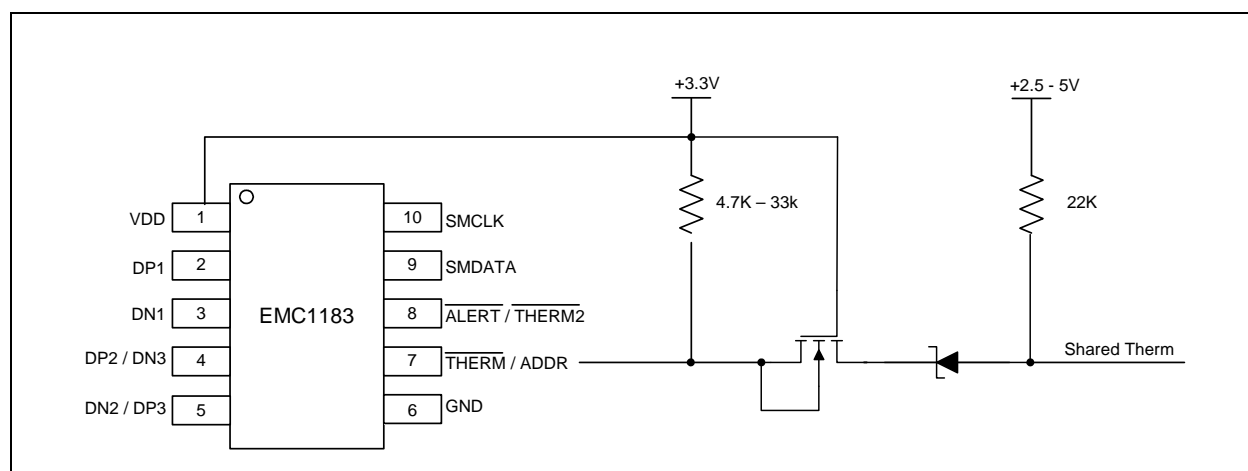 +3.3V
+2.5 - 5V
4.7K – 33k
22K
VDD 1
10 SMCLK
DP1 2
9 SMDATA
DN1 3
EMC1183
8 ALERT / THERM2
DP2 / DN3 4
7 THERM / ADDR
Shared Therm
DN2 / DP3 5
6 GND